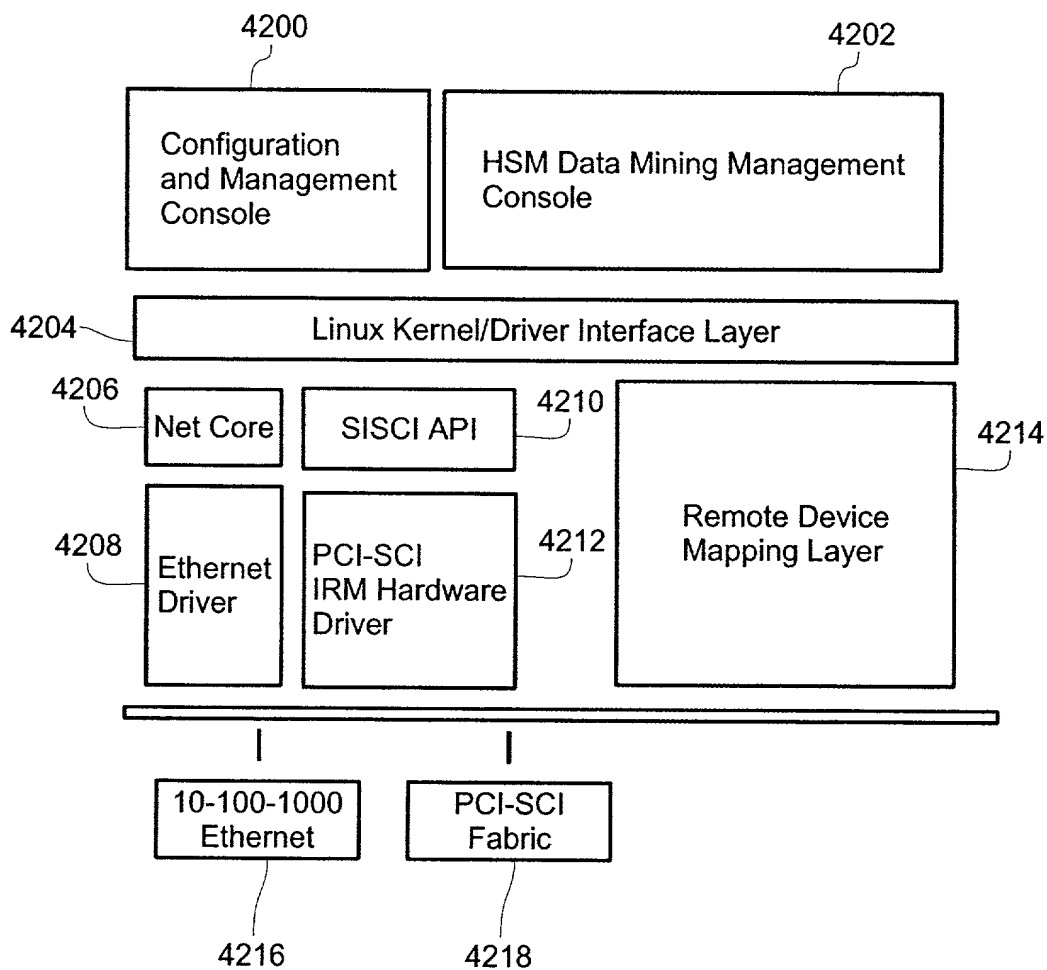 4200
4202
Configuration
and Management
Console
HSM Data Mining Management
Console
4204
Linux Kernel/Driver Interface Layer
4206
Net Core
SISCI API
4210
4214
4208
Ethernet
Driver
PCI-SCI
IRM Hardware
Driver
4212
Remote Device
Mapping Layer
10-100-1000
Ethernet
PCI-SCI
Fabric
4216
4218